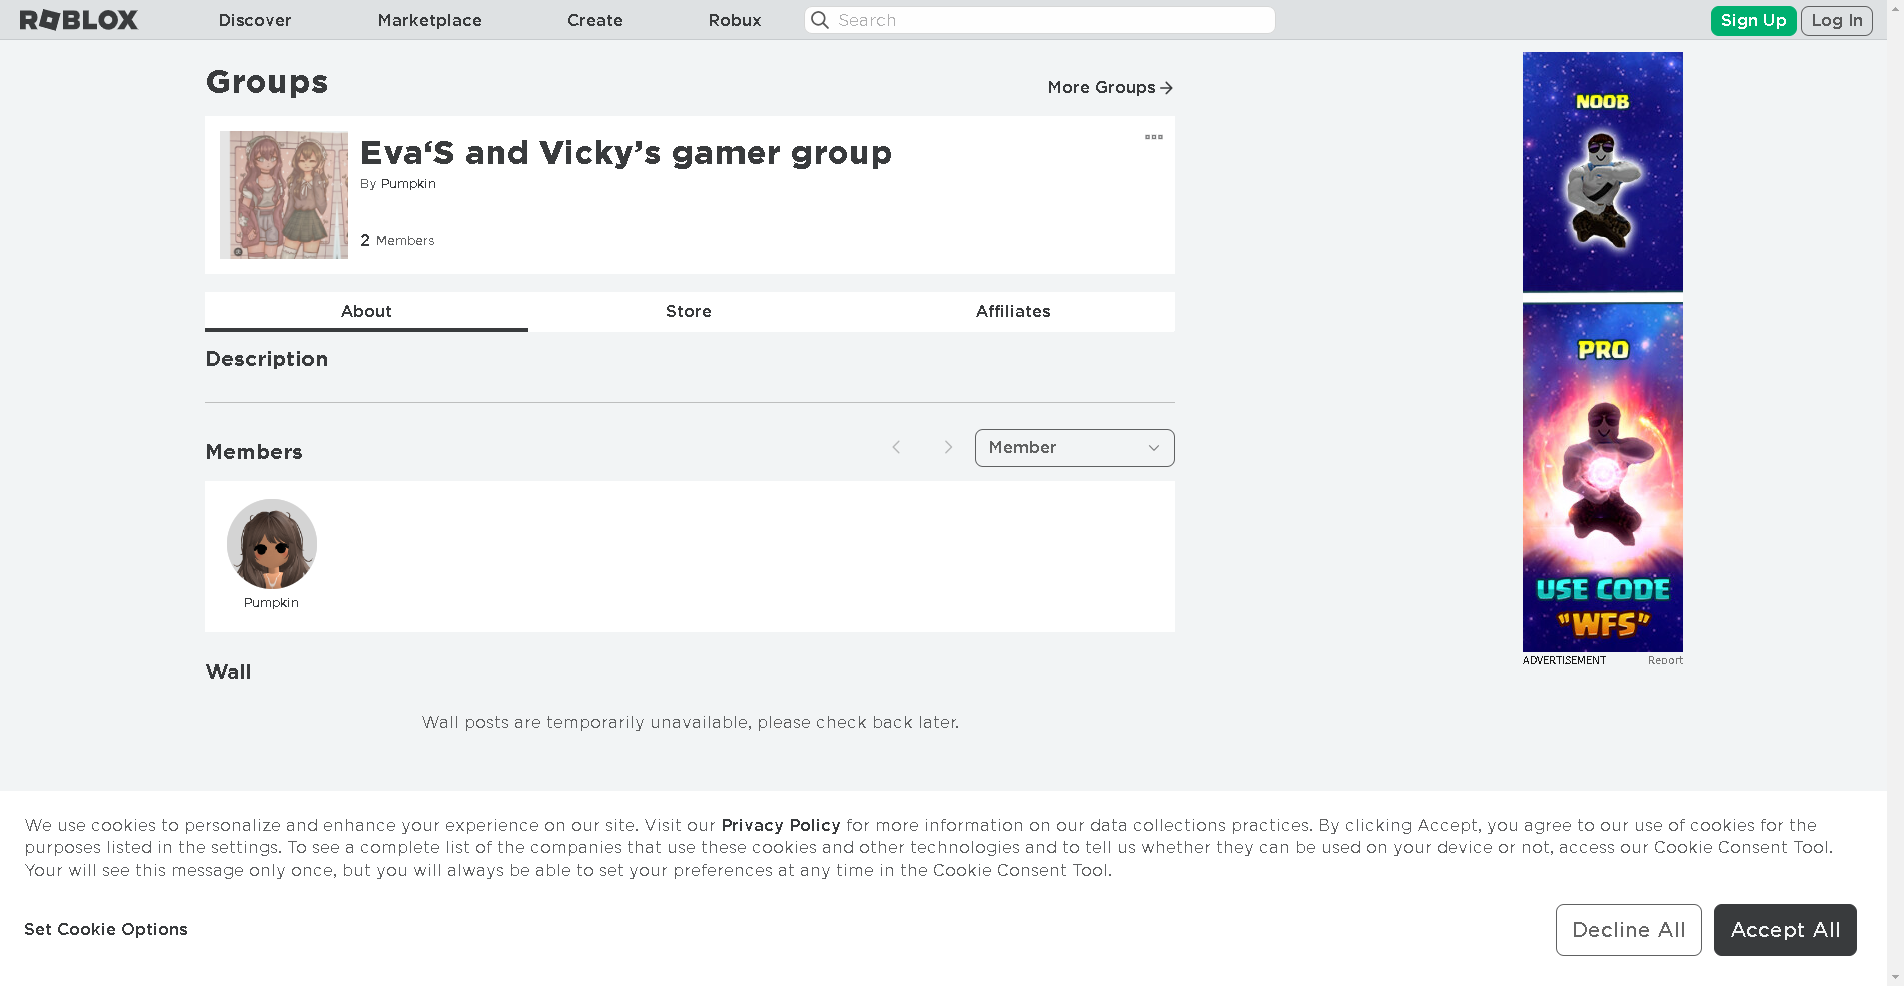 ROBLOX
Discover
Marketplace
Create
Robux
Search
Sign Up
Log In
Groups
More Groups
Eva‘S and Vicky’s gamer group
By Pumpkin
2 Members
About
Store
Affiliates
Description
Members
Member
Pumpkin
Wall
Wall posts are temporarily unavailable, please check back later.
NOOB
PRO
USE CODE
"WFS"
ADVERTISEMENT
Report
We use cookies to personalize and enhance your experience on our site. Visit our Privacy Policy for more information on our data collections practices. By clicking Accept, you agree to our use of cookies for the
purposes listed in the settings. To see a complete list of the companies that use these cookies and other technologies and to tell us whether they can be used on your device or not, access our Cookie Consent Tool.
Your will see this message only once, but you will always be able to set your preferences at any time in the Cookie Consent Tool.
Set Cookie Options
Decline All
Accept All